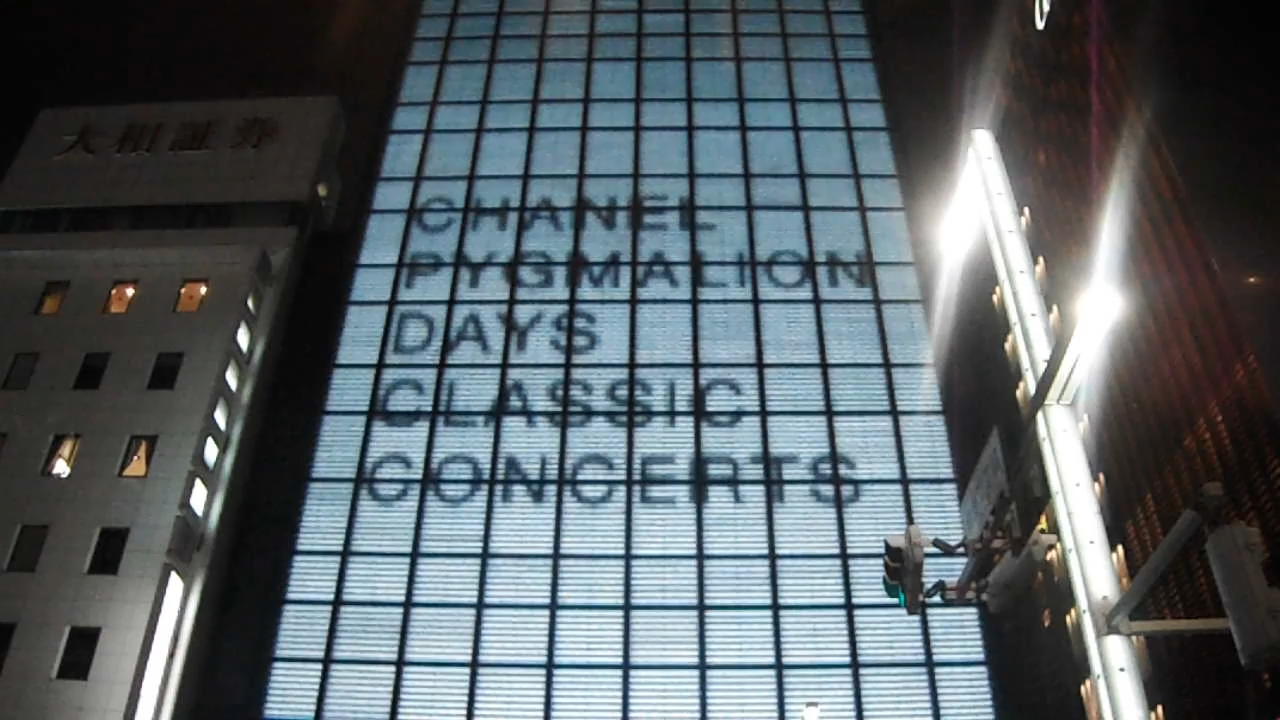 大和証券
CHANEL
PYGMALION
DAYS
CLASSIC
CONCERTS